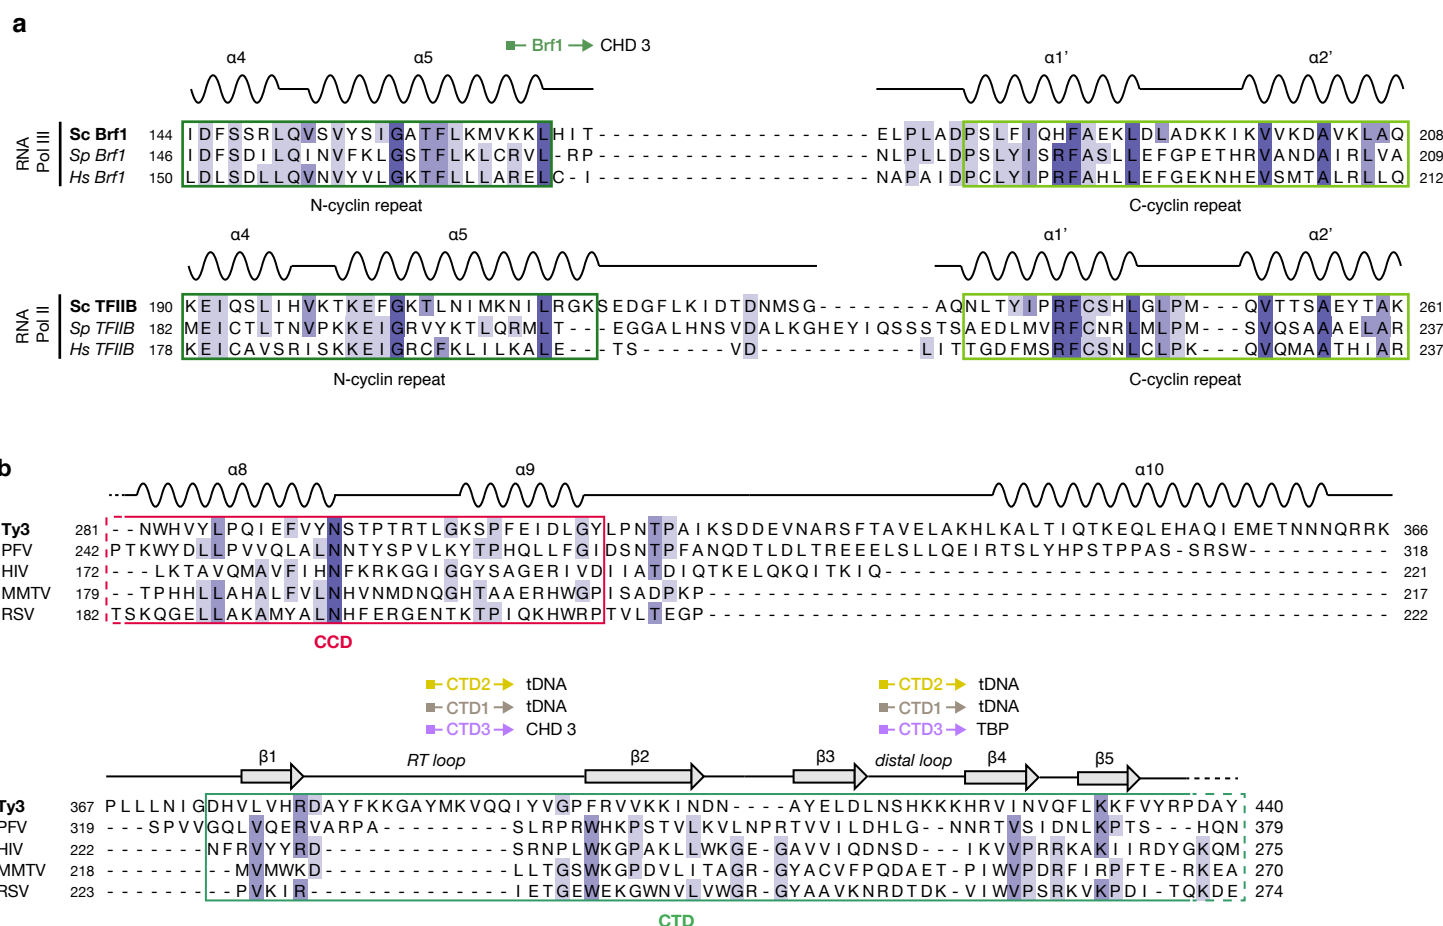 a
Brf1 CHD 3
α4 α5 α1’ α2’
RNA Pol III
Sc Brf1 144 IDFSSRLQVSVYSIGATFLKMVKKLHIT-------------------ELPLADPSLFIQHFAEKLDLADKKIKVVKDAVKLAQ 208
Sp Brf1 146 IDFSDILQINVFKLGSTFLKLCRVL-RP-------------------NLPLLDPSLYISRFASLLEFGPETHRVANDAIRLVA 209
Hs Brf1 150 LDLSDLLQVNVYVLGKTFLLLARELC-I-------------------NAPAIDPCLYIPRFAHLLEFGEKNHEVSMTALRLLQ 212
N-cyclin repeat C-cyclin repeat
α4 α5 α1’ α2’
RNA Pol II
Sc TFIIB 190 KEIQSLIHVKTKEFGKTLNIMKNILRGKSEDGFLKIDTDNMSG--------AQNLTYIPRFCSHLGLPM---QVTTSAEYTAK 261
Sp TFIIB 182 MEICTLTNVPKKEIGRVYKTLQRMLT---EGGALHNSVDALKGHEYIQSSSTSAEDLMVRFCNRLMLPM---SVQSAAAELAR 237
Hs TFIIB 178 KEICAVSRISKKEIGRCFKLILKALE---TS------VD-----------LITTGDFMSRFCSNLCLPK---QVQMAATHIAR 237
N-cyclin repeat C-cyclin repeat
b
α8 α9 α10
Ty3 281 --NWHVYLPQIEFVYNSTPTRTLGKSPFEIDLGYLPNTPAIKSDDEVNARSFTAVELAKHLKALTIQTKEQLEHAQIEMETNNNQRRK 366
PFV 242 PTKWYDLLPVVQLALNNTYSPVLKYTPHQLLFGIDSNTPFANQDTLDLTREEELSLLQEIRTSLYHPSTPPAS-SRSW---------- 318
HIV 172 ---LKTAVQMAVFIHNFKRKGGIGGYSAGERIVDIIATDIQTKELQKQITKIQ----------------------------------- 221
MMTV 179 --TPHHLLAHALFVLNHVNMDNQGHTAAERHWGPISADPKP----------------------------------------------- 217
RSV 182 TSKQGELLAKAMYALNHFERGENTKTPIQKHWRPTVLTEGP----------------------------------------------- 222
CCD
CTD2 tDNA CTD2 tDNA
CTD1 tDNA CTD1 tDNA
CTD3 CHD 3 CTD3 TBP
β1 RT loop β2 β3 distal loop β4 β5
Ty3 367 PLLLNIGDHVLVHRDAYFKKGAYMKVQQIYVGPFRVVKKINDN----AYELDLNSHKKKHRVINVQFLKKFVYRPDAY 440
PFV 319 ---SPVVGQLVQERVARPA---------SLRPRWHKPSTVLKVLNPRTVVILDHLG--NNRTVSIDNLKPTS---HQN 379
HIV 222 -------NFRVYYRD-------------SRNPLWKGPAKLLWKGE-GAVVIQDNSD---IKVVPRRKAKIIRDYGKQM 275
MMTV 218 ---------MVMWKD-------------LLTGSWKGPDVLITAGR-GYACVFPQDAET-PIWVPDRFIRPFTE-RKEA 270
RSV 223 ---------PVKIR--------------IETGEWEKGWNVLVWGR-GYAAVKNRDTDK-VIWVPSRKVKPDI-TQKDE 274
CTD